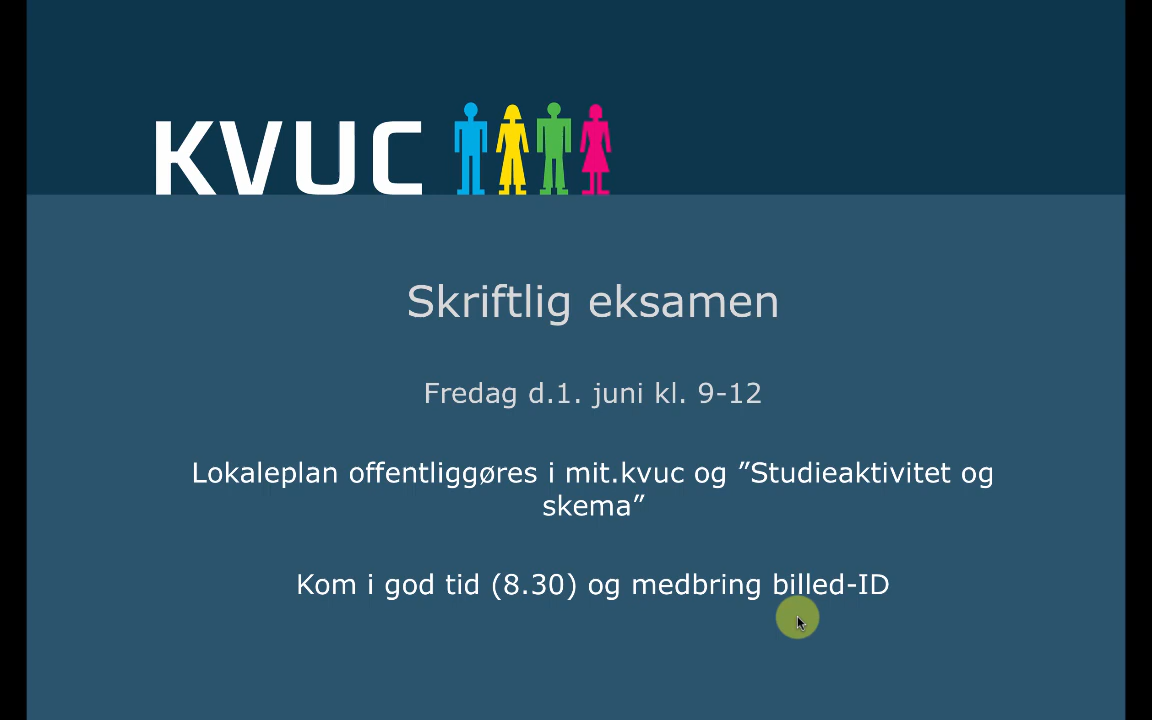 KVUC
Skriftlig eksamen
Fredag d.1. juni kl. 9-12
Lokaleplan offentliggøres i mit.kvuc og ”Studieaktivitet og
skema”
Kom i god tid (8.30) og medbring billed-ID